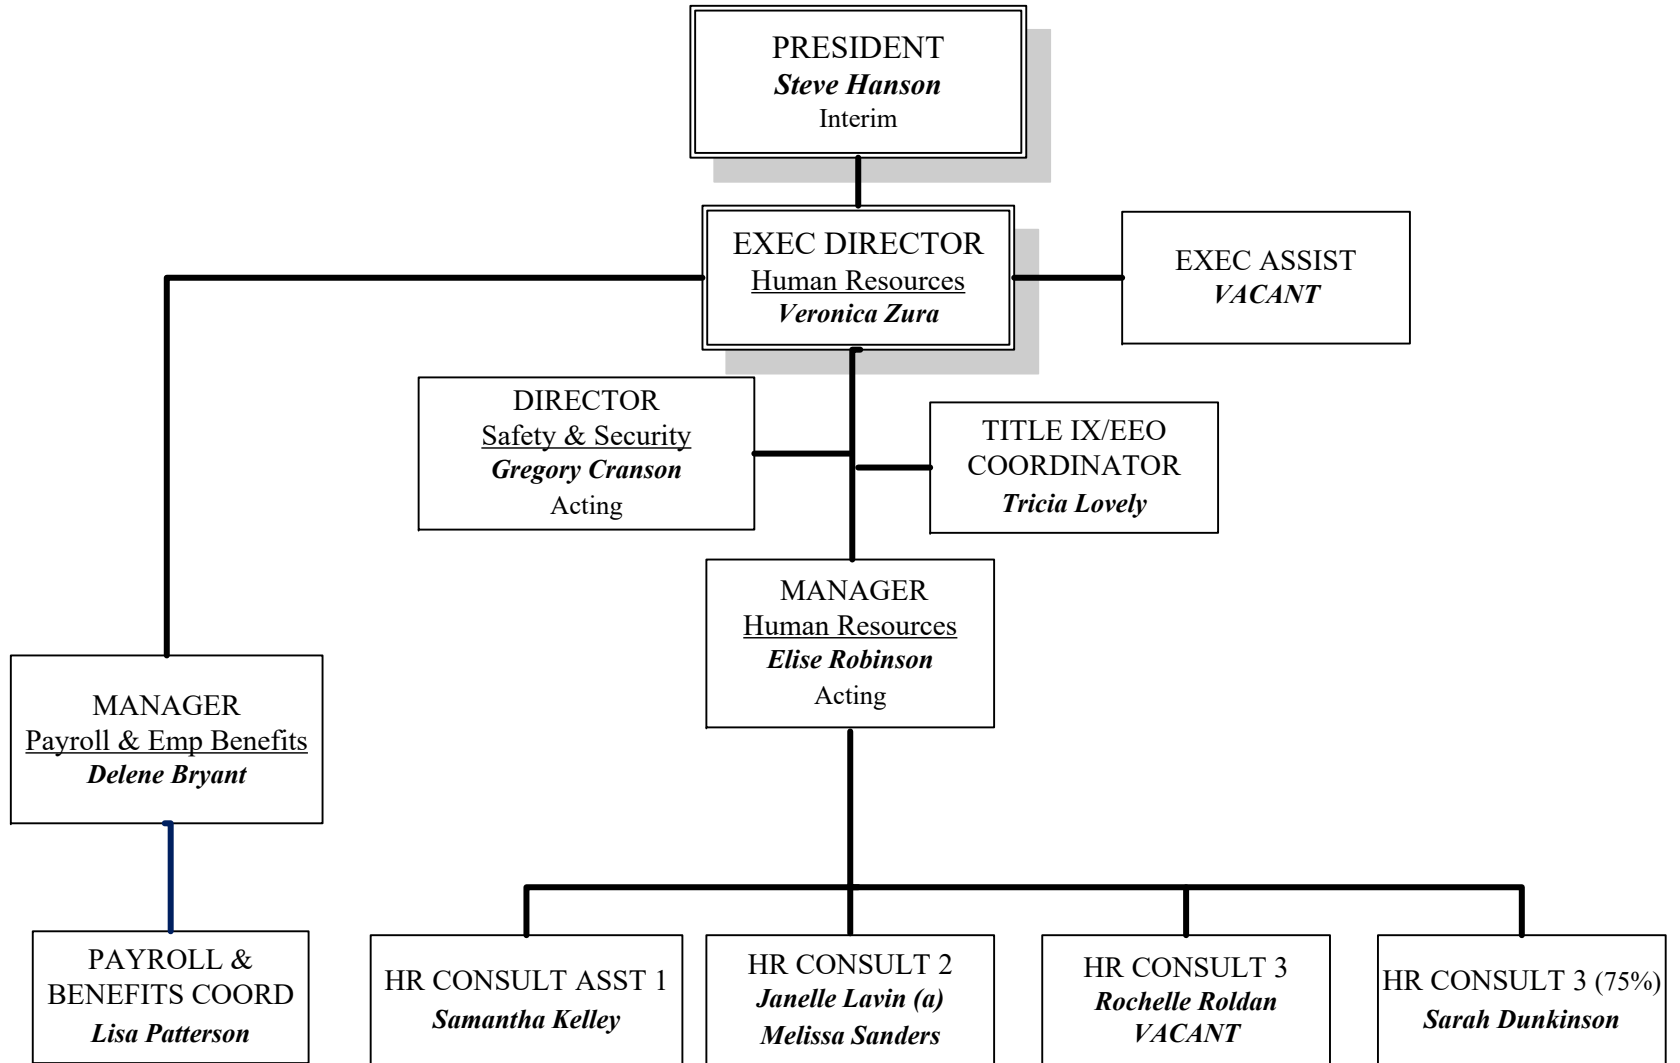 PRESIDENT
Steve Hanson
Interim
EXEC DIRECTOR
Human Resources
Veronica Zura
EXEC ASSIST
VACANT
DIRECTOR
Safety & Security
Gregory Cranson
Acting
TITLE IX/EEO
COORDINATOR
Tricia Lovely
MANAGER
Human Resources
Elise Robinson
Acting
MANAGER
Payroll & Emp Benefits
Delene Bryant
PAYROLL &
BENEFITS COORD
Lisa Patterson
HR CONSULT ASST 1
Samantha Kelley
HR CONSULT 2
Janelle Lavin (a)
Melissa Sanders
HR CONSULT 3
Rochelle Roldan
VACANT
HR CONSULT 3 (75%)
Sarah Dunkinson